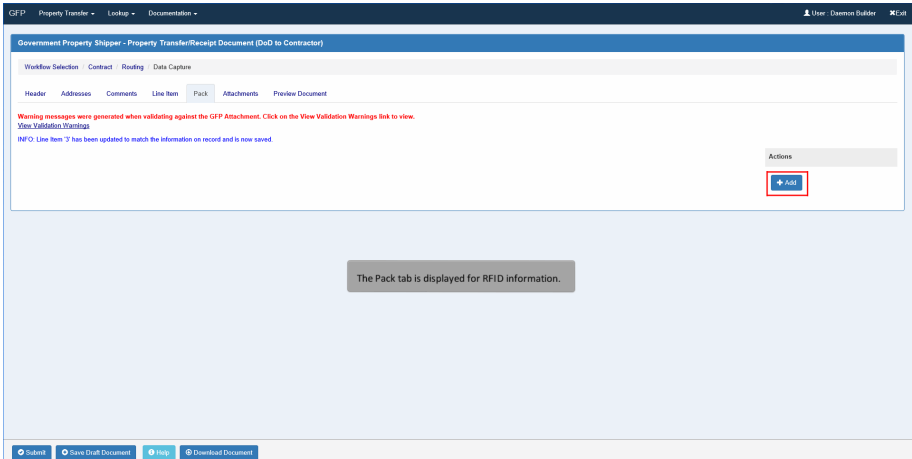 GFP Property Transfer Lookup Documentation User : Daemon Builder Exit
Government Property Shipper - Property Transfer/Receipt Document (DoD to Contractor)
Workflow Selection / Contract / Routing / Data Capture
Header Addresses Comments Line Item Pack Attachments Preview Document
Warning messages were generated when validating against the GFP Attachment. Click on the View Validation Warnings link to view.
View Validation Warnings
INFO: Line Item '3' has been updated to match the information on record and is now saved.
Actions
+ Add
The Pack tab is displayed for RFID information.
Submit Save Draft Document Help Download Document